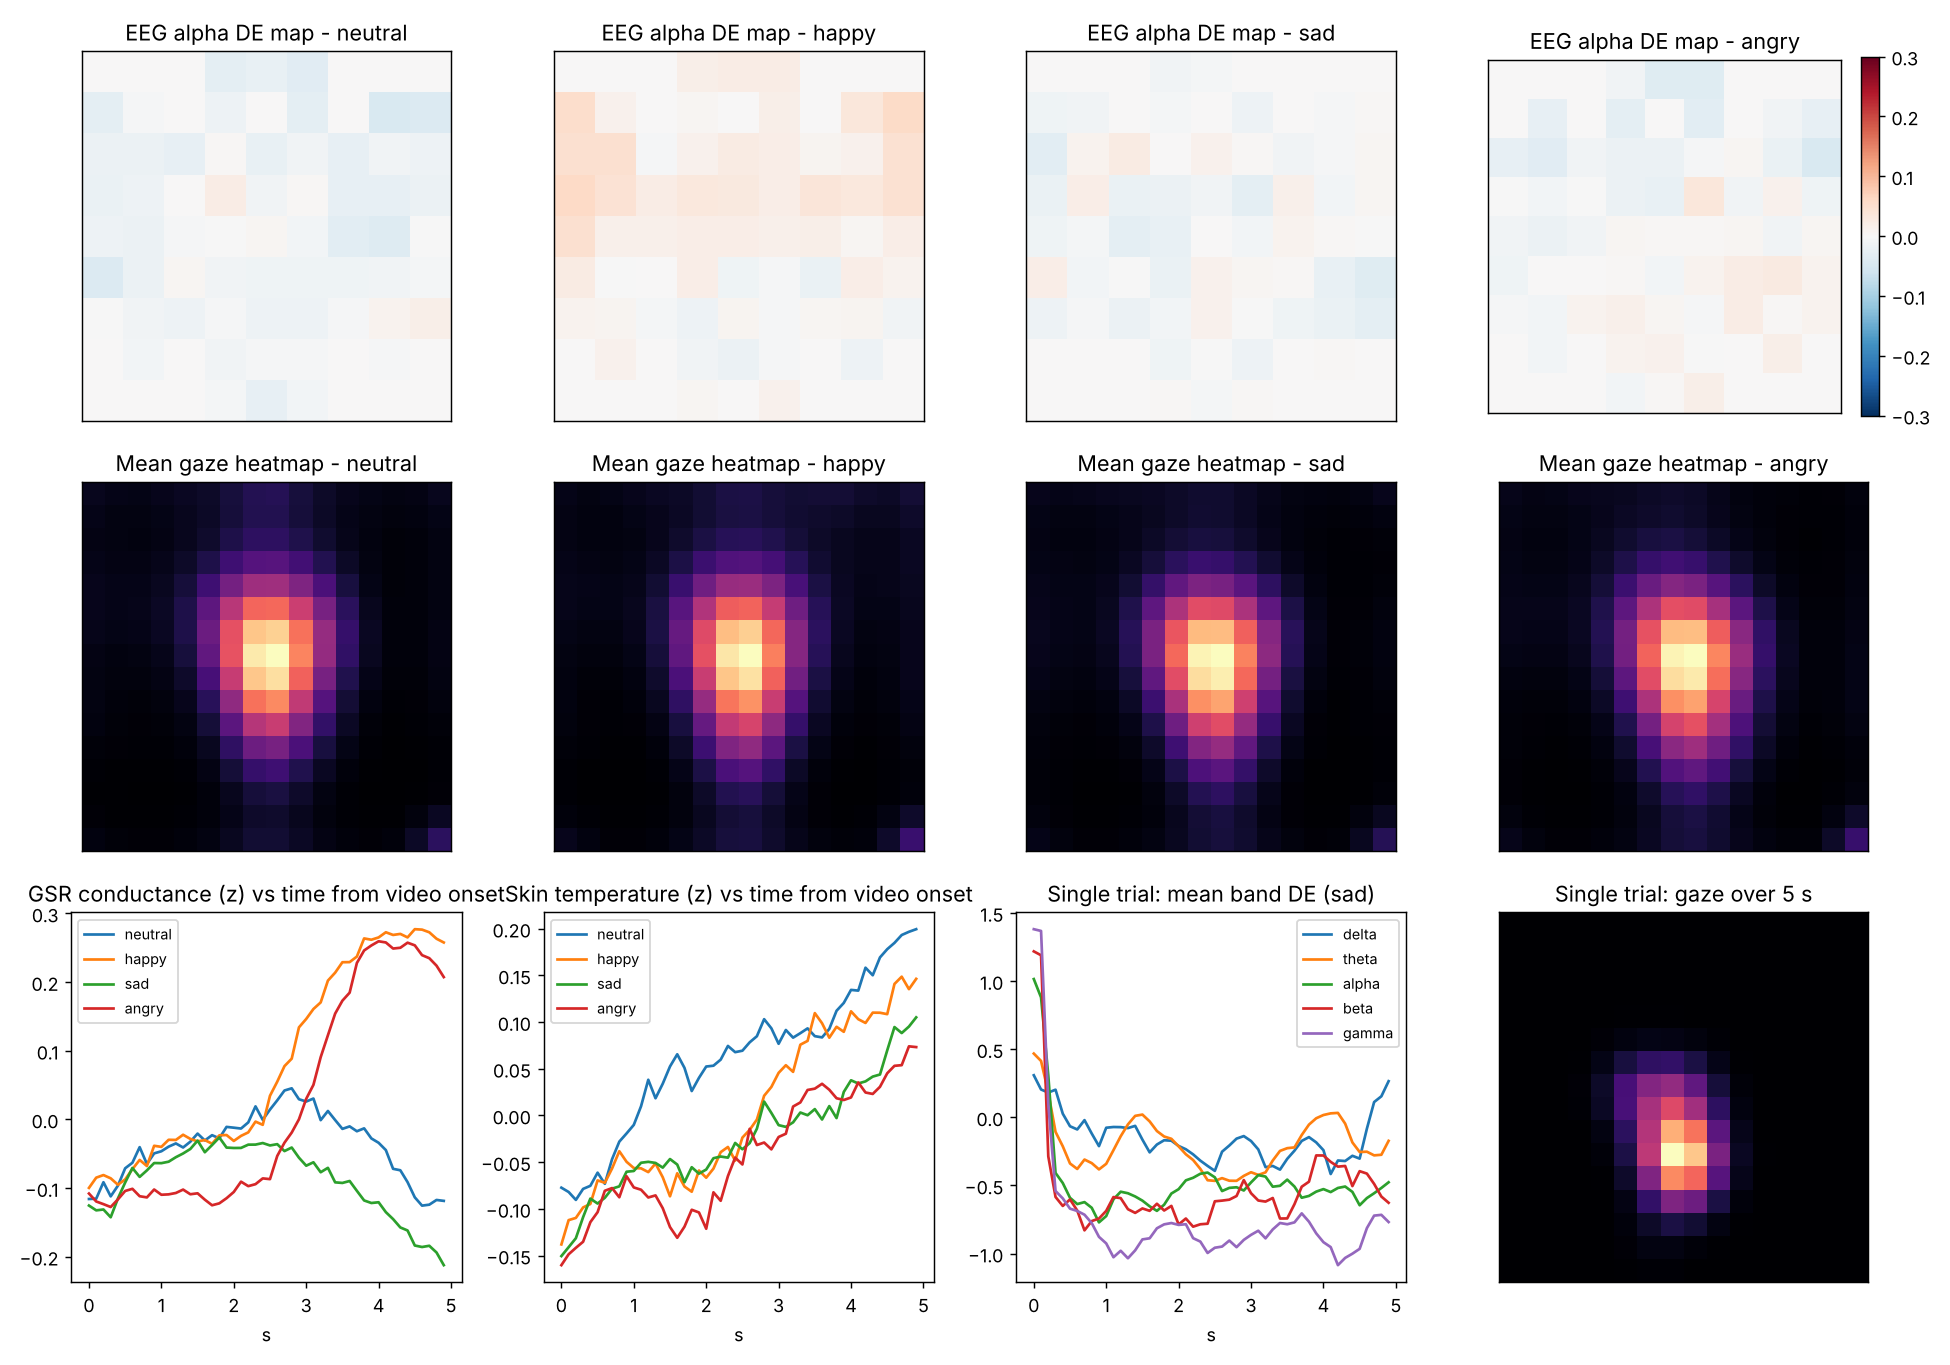 EEG alpha DE map - neutral
EEG alpha DE map - happy
EEG alpha DE map - sad
EEG alpha DE map - angry
0.3
0.2
0.1
0.0
−0.1
−0.2
−0.3
Mean gaze heatmap - neutral
Mean gaze heatmap - happy
Mean gaze heatmap - sad
Mean gaze heatmap - angry
GSR conductance (z) vs time from video onset
0.3
0.2
0.1
0.0
−0.1
−0.2
neutral
happy
sad
angry
0 1 2 3 4 5
s
Skin temperature (z) vs time from video onset
0.20
0.15
0.10
0.05
0.00
−0.05
−0.10
−0.15
neutral
happy
sad
angry
0 1 2 3 4 5
s
Single trial: mean band DE (sad)
1.5
1.0
0.5
0.0
−0.5
−1.0
delta
theta
alpha
beta
gamma
0 1 2 3 4 5
s
Single trial: gaze over 5 s